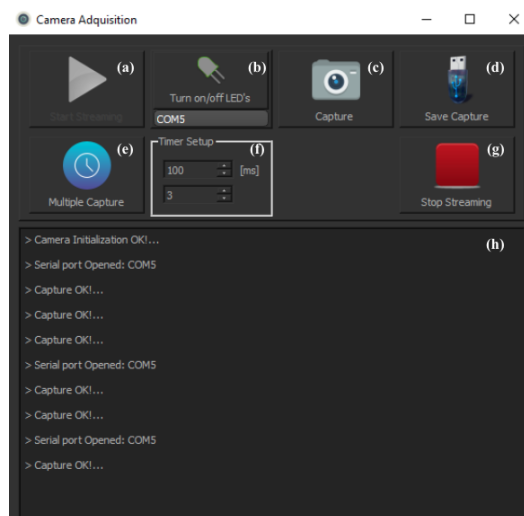 Camera Adquisition
(a)
(b)
(c)
(d)
Start Streaming
Turn on/off LED's
Capture
Save Capture
COM5
(e)
Timer Setup
(f)
(g)
100
[ms]
3
Multiple Capture
Stop Streaming
(h)
> Camera Initialization OK!...
> Serial port Opened: COM5
> Capture OK!...
> Capture OK!...
> Capture OK!...
> Serial port Opened: COM5
> Capture OK!...
> Capture OK!...
> Serial port Opened: COM5
> Capture OK!...